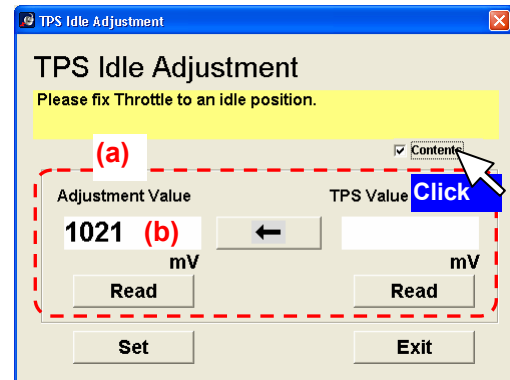 TPS Idle Adjustment
TPS Idle Adjustment
Please fix Throttle to an idle position.
(a)
Contents
Adjustment Value
TPS Value
Click
1021
(b)
mV
mV
Read
Read
Set
Exit